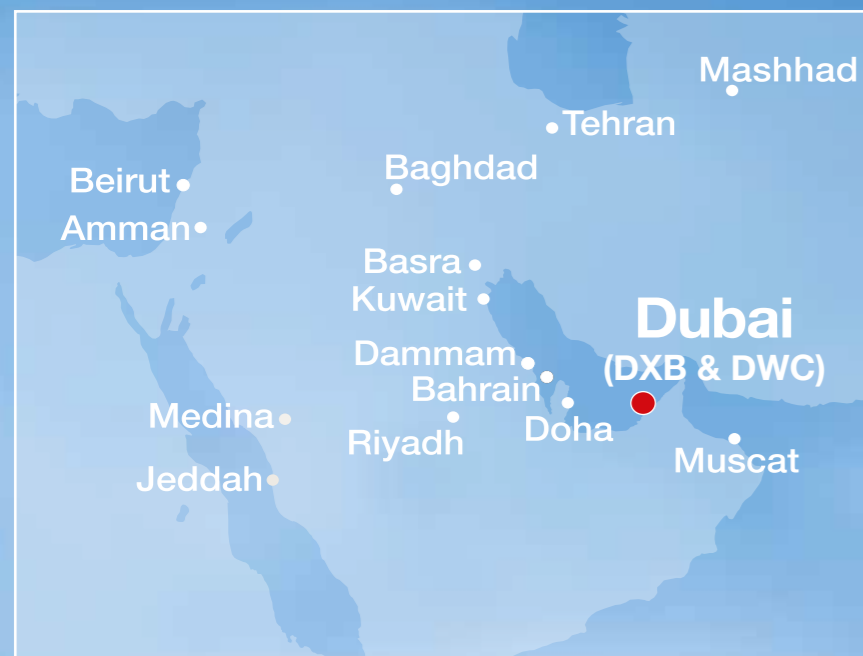 Mashhad
Tehran
Baghdad
Beirut
Amman
Basra
Kuwait
Dubai
(DXB & DWC)
Dammam
Bahrain
Medina
Riyadh
Doha
Muscat
Jeddah